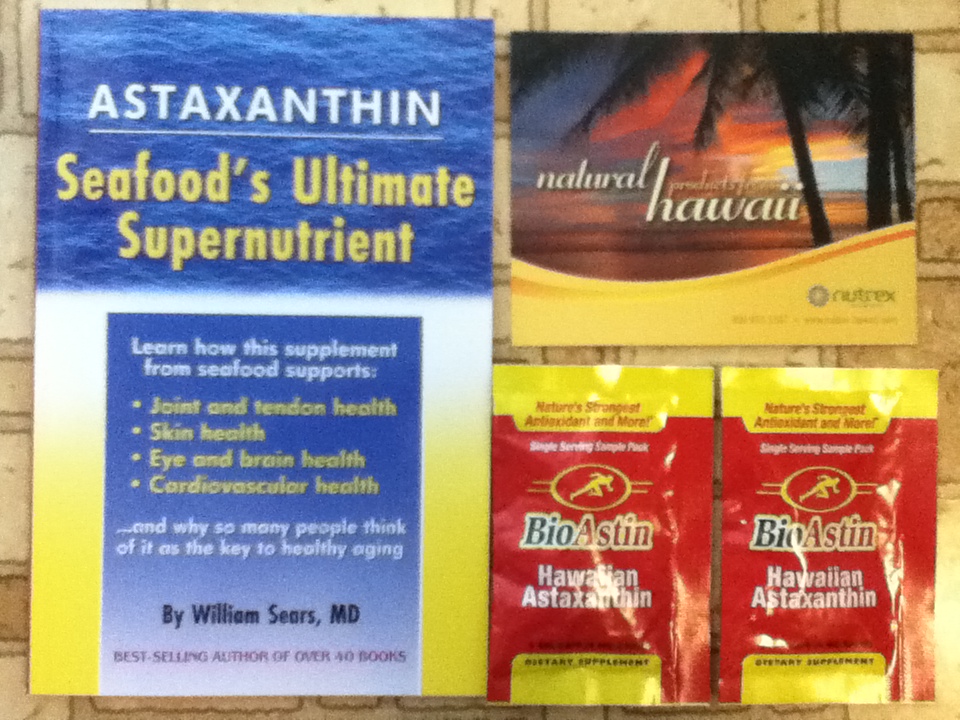 ASTAXANTHIN
Seafood's Ultimate
Supernutrient
Learn how this supplement
from seafood supports:
• Joint and tendon health
• Skin health
• Eye and brain health
• Cardiovascular health
...and why so many people think
of it as the key to healthy aging
By William Sears, MD
BEST-SELLING AUTHOR OF OVER 40 BOOKS
natural products from
hawaii
nutrex
Nature's Strongest
Antioxidant and More!
Single Serving Sample Pack
BioAstin
Hawaiian
Astaxanthin
DIETARY SUPPLEMENT
Nature's Strongest
Antioxidant and More!
Single Serving Sample Pack
BioAstin
Hawaiian
Astaxanthin
DIETARY SUPPLEMENT